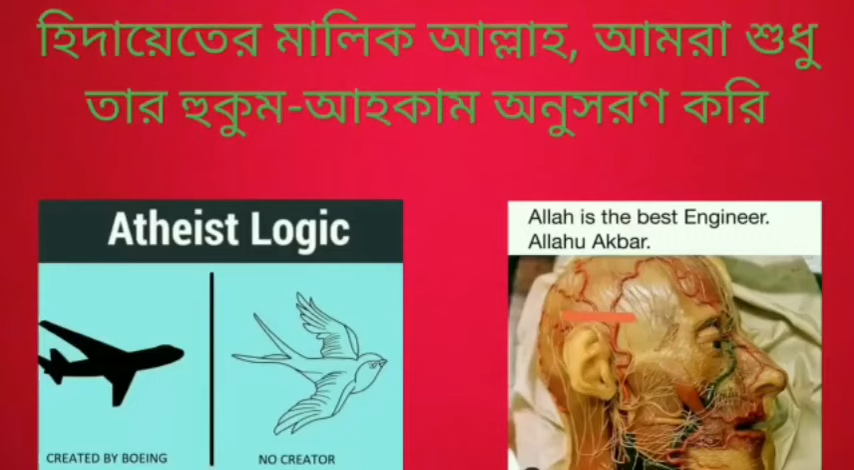 হিদায়েতের মালিক আল্লাহ, আমরা শুধু
তার হুকুম-আহকাম অনুসরণ করি
Atheist Logic
CREATED BY BOEING
NO CREATOR
Allah is the best Engineer.
Allahu Akbar.